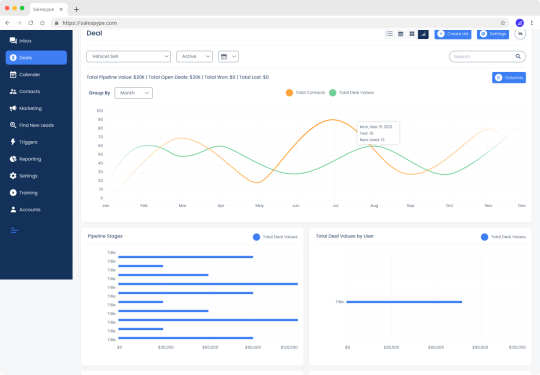 Salespype
https://salespype.com
Inbox
Deals
Calender
Contacts
Marketing
Find New Leads
Triggers
Reporting
Settings
Training
Accounts
Deal
Create List
Settings
Vehicel Sell
Active
Search
Total Pipeline Value: $20k | Total Open Deals: $20k | Total Won: $0 | Total Lost: $0
Columns
Group By
Month
Total Contacts
Total Deal Values
100
90
80
70
60
50
40
30
20
10
0
Mon, Mar 15 2021
New Lead: 12
Jan
Feb
Mar
Apr
May
Jun
Jul
Aug
Sep
Oct
Nov
Dec
Pipeline Stages
Total Deal Values
Title
Title
Title
Title
Title
Title
Title
Title
Title
Title
$0
$30,000
$60,000
$90,000
$120,000
Total Deal Values by User
Total Deal Values
Title
$0
$30,000
$60,000
$90,000
$120,000